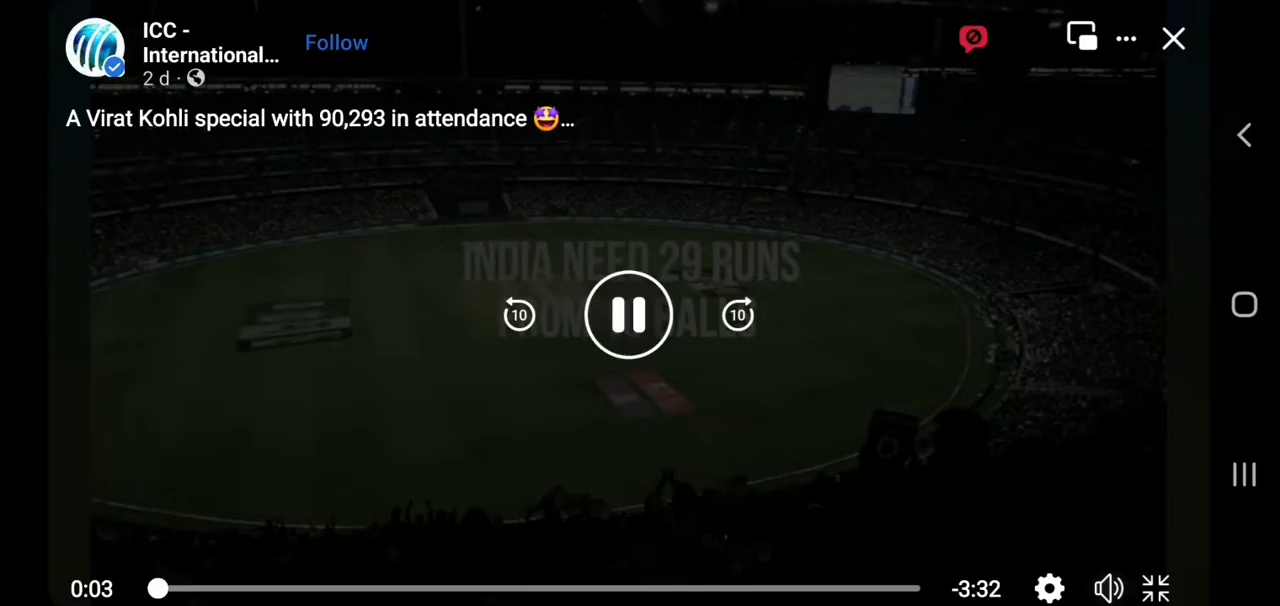 ICC -
International...
Follow
2 d ·
A Virat Kohli special with 90,293 in attendance 🤩...
INDIA NEED 29 RUNS
FROM
10
10
0:03
-3:32